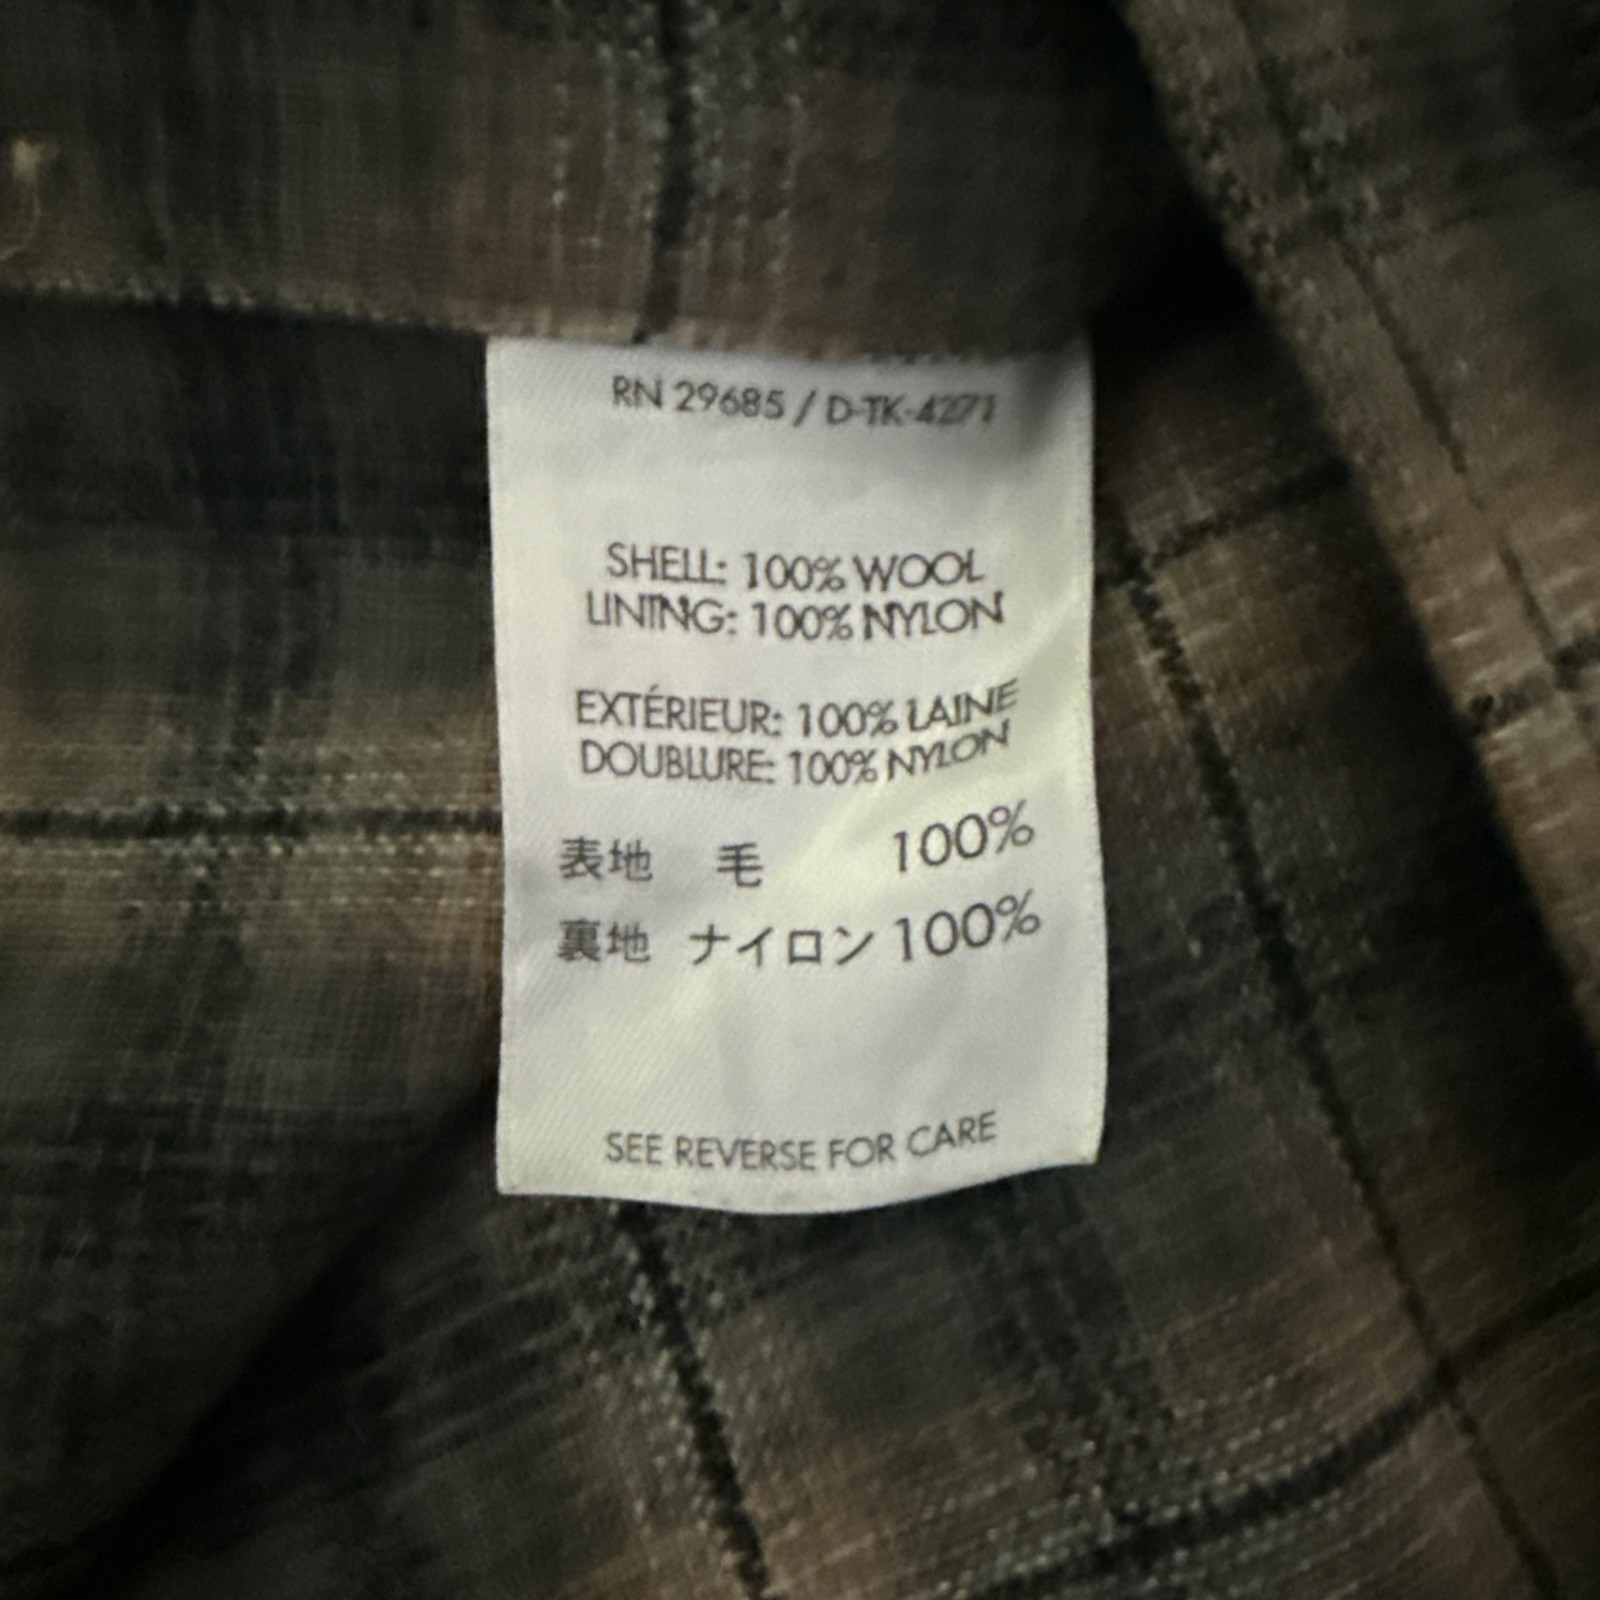 RN 29685 / D-TK-4271
SHELL: 100% WOOL
LINING: 100% NYLON
EXTÉRIEUR: 100% LAINE
DOUBLURE: 100% NYLON
表地 毛 100%
裏地 ナイロン 100%
SEE REVERSE FOR CARE